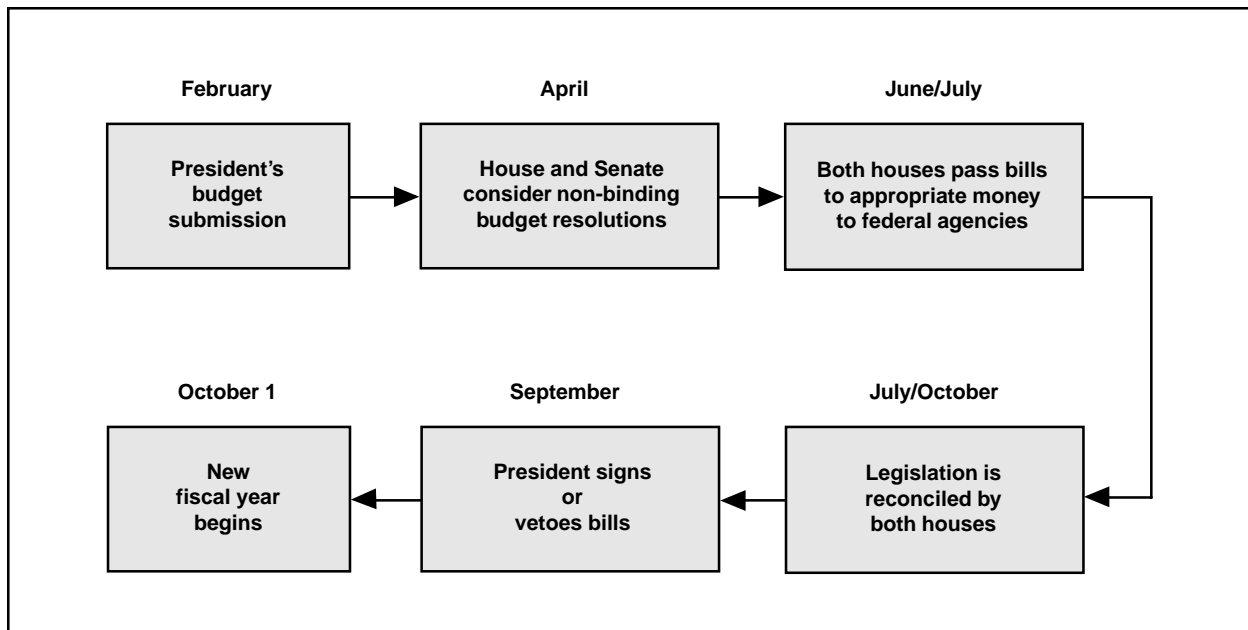 February
President’s
budget
submission
April
House and Senate
consider non-binding
budget resolutions
June/July
Both houses pass bills
to appropriate money
to federal agencies
July/October
Legislation is
reconciled by
both houses
September
President signs
or
vetoes bills
October 1
New
fiscal year
begins